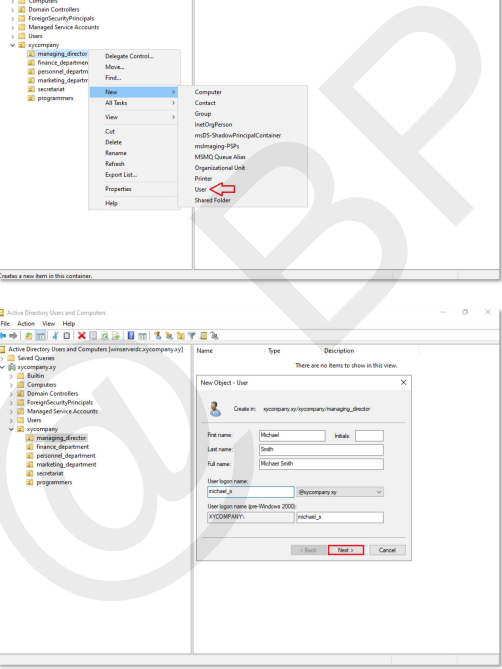 Computers
Domain Controllers
ForeignSecurityPrincipals
Managed Service Accounts
Users
xycompany
managing_director
finance_departmen
personnel_departm
marketing_departm
secretariat
programmers
Delegate Control...
Move...
Find...
New
All Tasks
View
Cut
Delete
Rename
Refresh
Export List...
Properties
Help
Computer
Contact
Group
InetOrgPerson
msDS-ShadowPrincipalContainer
msImaging-PSPs
MSMQ Queue Alias
Organizational Unit
Printer
User
Shared Folder
Creates a new item in this container.
Active Directory Users and Computers
File Action View Help
Active Directory Users and Computers [winserverdc.xycompany.xy]
Saved Queries
xycompany.xy
Builtin
Computers
Domain Controllers
ForeignSecurityPrincipals
Managed Service Accounts
Users
xycompany
managing_director
finance_department
personnel_department
marketing_department
secretariat
programmers
Name Type Description
There are no items to show in this view.
New Object - User
Create in: xycompany.xy/xycompany/managing_director
First name: Michael Initials:
Last name: Smith
Full name: Michael Smith
User logon name:
michael_s @xycompany.xy
User logon name (pre-Windows 2000):
XYCOMPANY\ michael_s
< Back Next > Cancel
@BP